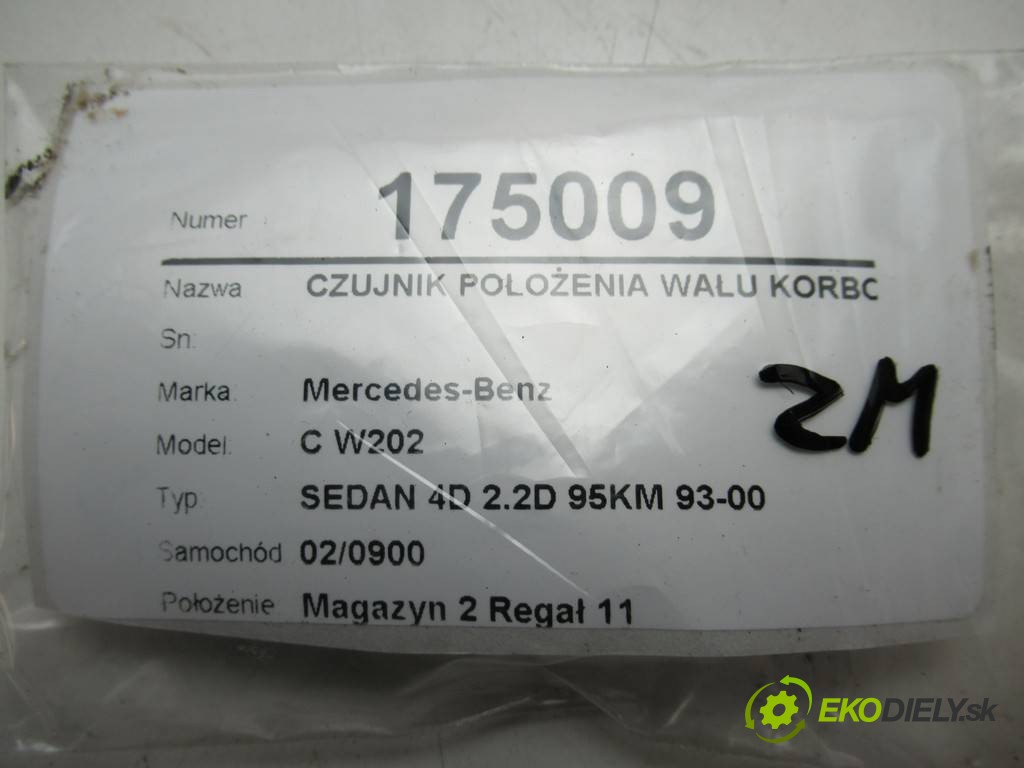 Numer 175009
Nazwa CZUJNIK POŁOŻENIA WAŁU KORBO
Sn.
Marka. Mercedes-Benz
Model. C W202
Typ SEDAN 4D 2.2D 95KM 93-00
Samochód 02/0900
Położenie Magazyn 2 Regał 11
ZM
EKODIELY.sk